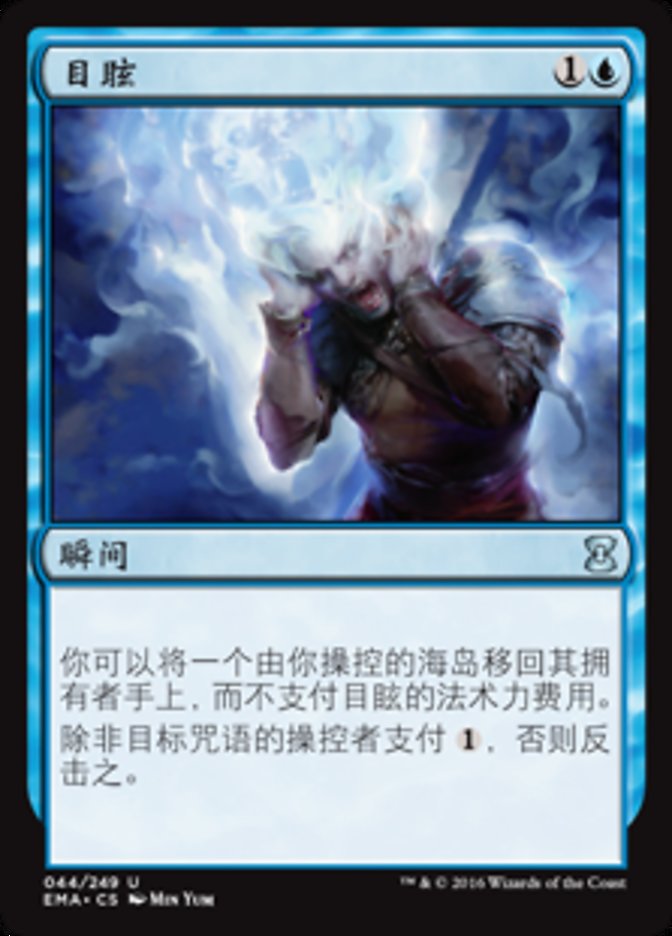 目眩
1
瞬间
你可以将一个由你操控的海岛移回其拥
有者手上，而不支付目眩的法术力费用。
除非目标咒语的操控者支付 1，否则反
击之。
044/249 U
EMA • CS Min Yum
™ & © 2016 Wizards of the Coast